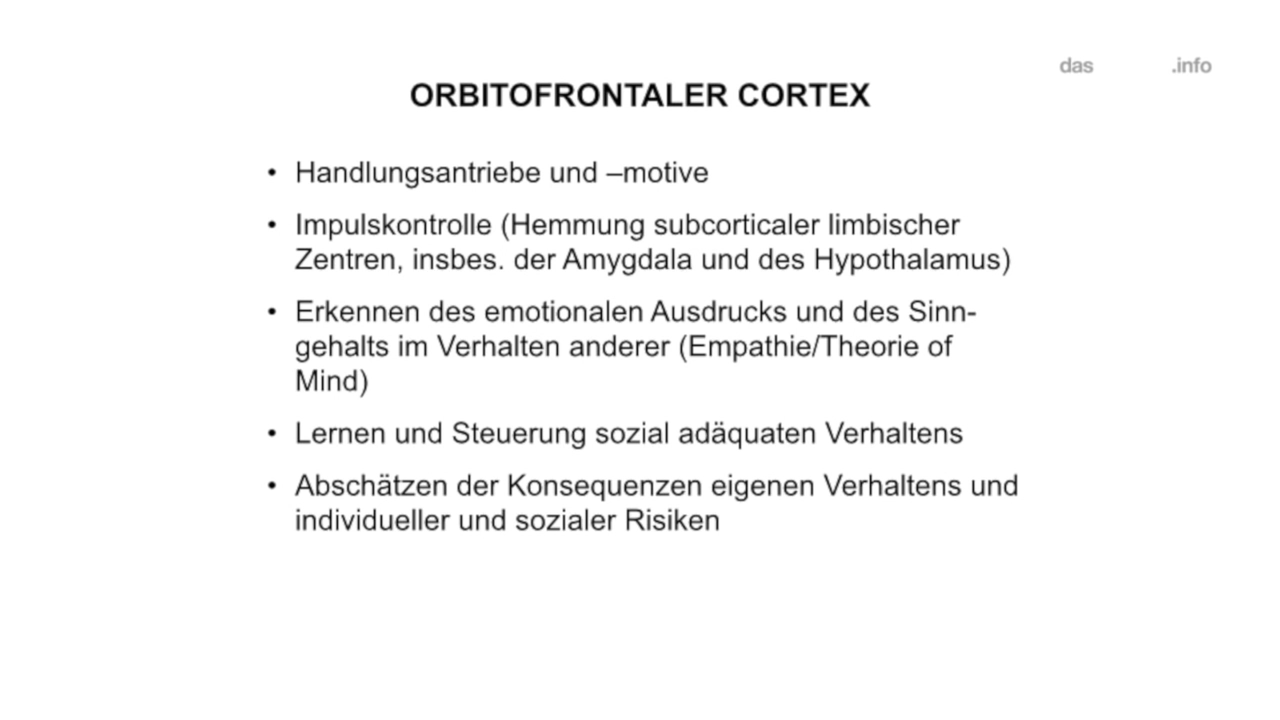 das .info
ORBITOFRONTALER CORTEX
• Handlungsantriebe und –motive
• Impulskontrolle (Hemmung subcorticaler limbischer
Zentren, insbes. der Amygdala und des Hypothalamus)
• Erkennen des emotionalen Ausdrucks und des Sinn-
gehalts im Verhalten anderer (Empathie/Theorie of
Mind)
• Lernen und Steuerung sozial adäquaten Verhaltens
• Abschätzen der Konsequenzen eigenen Verhaltens und
individueller und sozialer Risiken